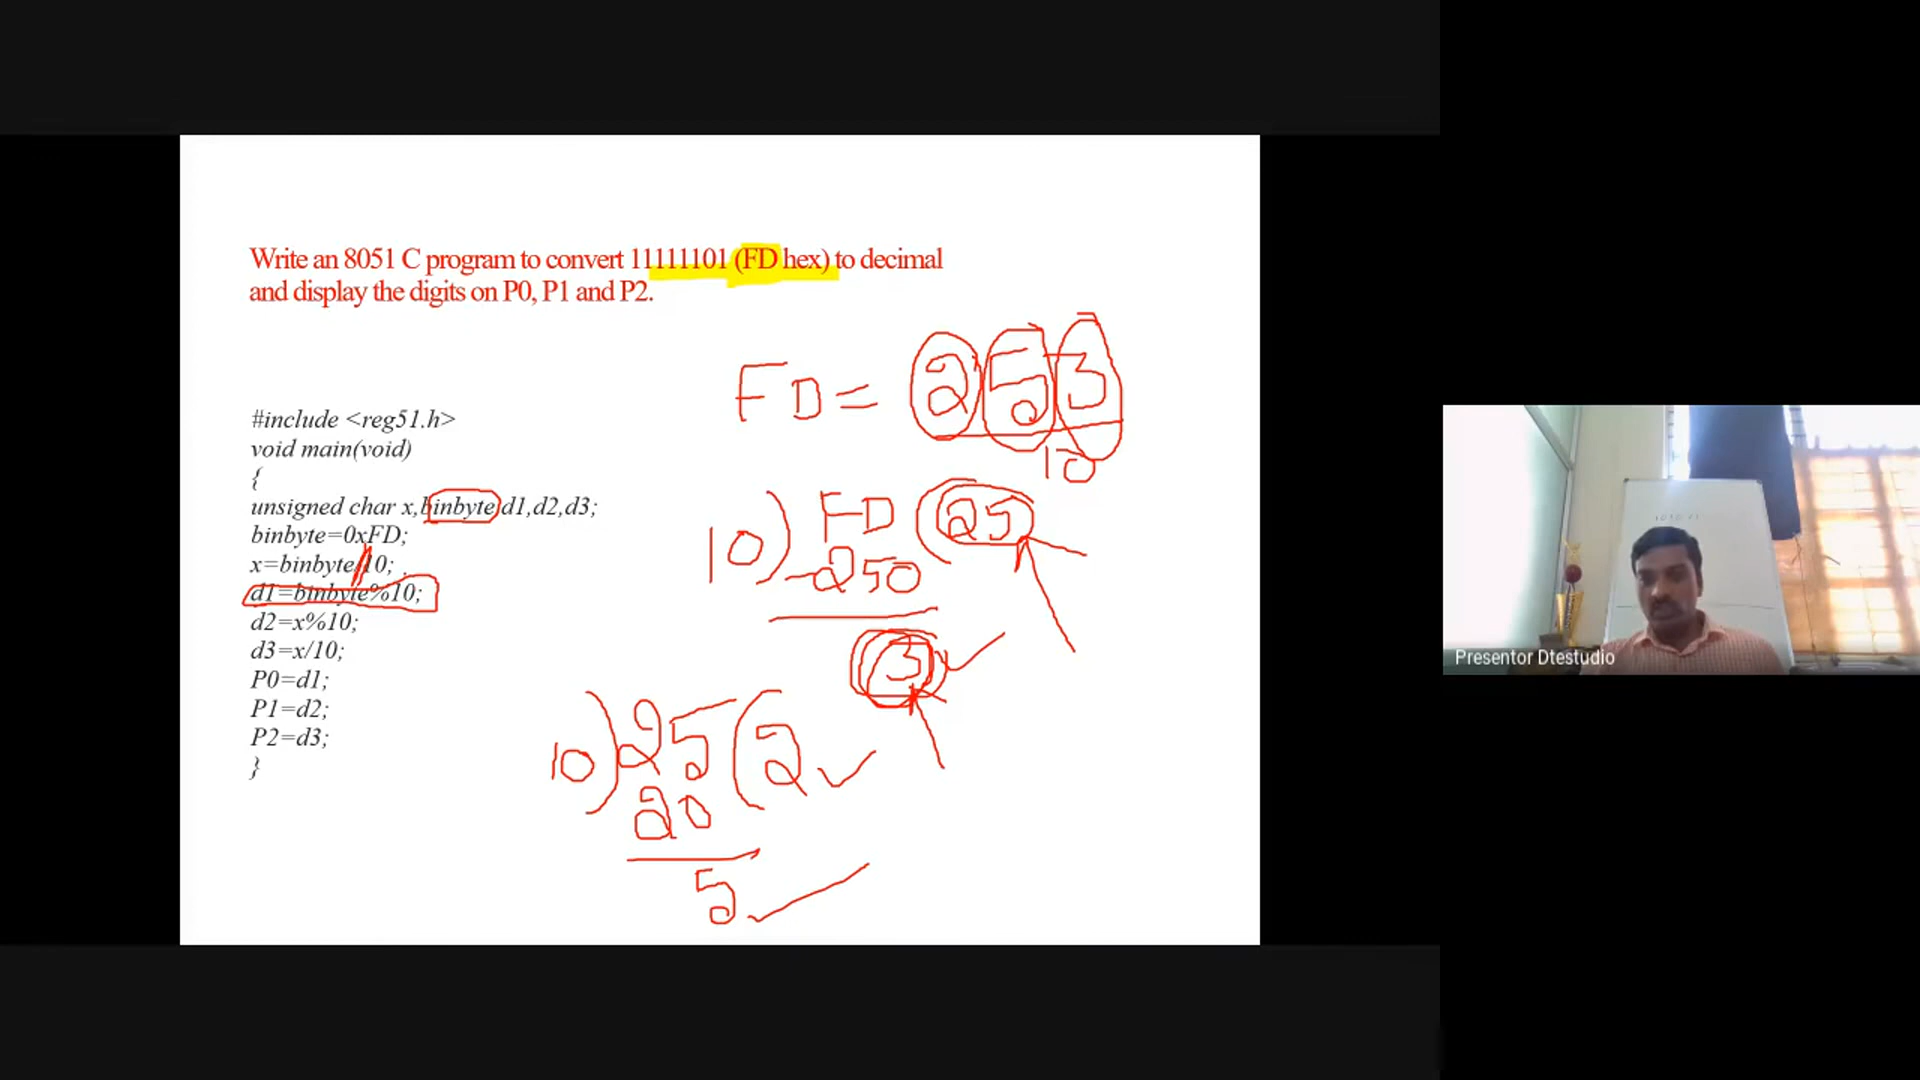 Write an 8051 C program to convert 11111101 (FD hex) to decimal
and display the digits on P0, P1 and P2.
FD = 253
10
#include <reg51.h>
void main(void)
{
unsigned char x,binbyte,d1,d2,d3;
binbyte=0xFD;
x=binbyte/10;
d1=binbyte%10;
d2=x%10;
d3=x/10;
P0=d1;
P1=d2;
P2=d3;
}
10) FD (25
-250
3
10) 25 (2
20
5
Presentor Dtestudio